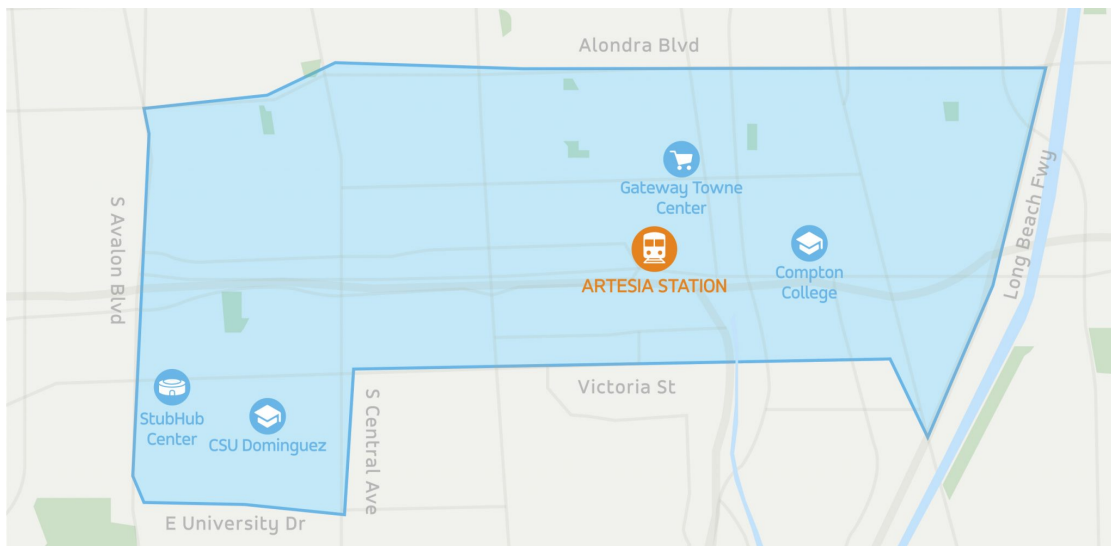 Alondra Blvd
Gateway Towne
Center
S Avalon Blvd
ARTESIA STATION
Compton
College
Long Beach Fwy
StubHub
Center
CSU Dominguez
S Central Ave
Victoria St
E University Dr